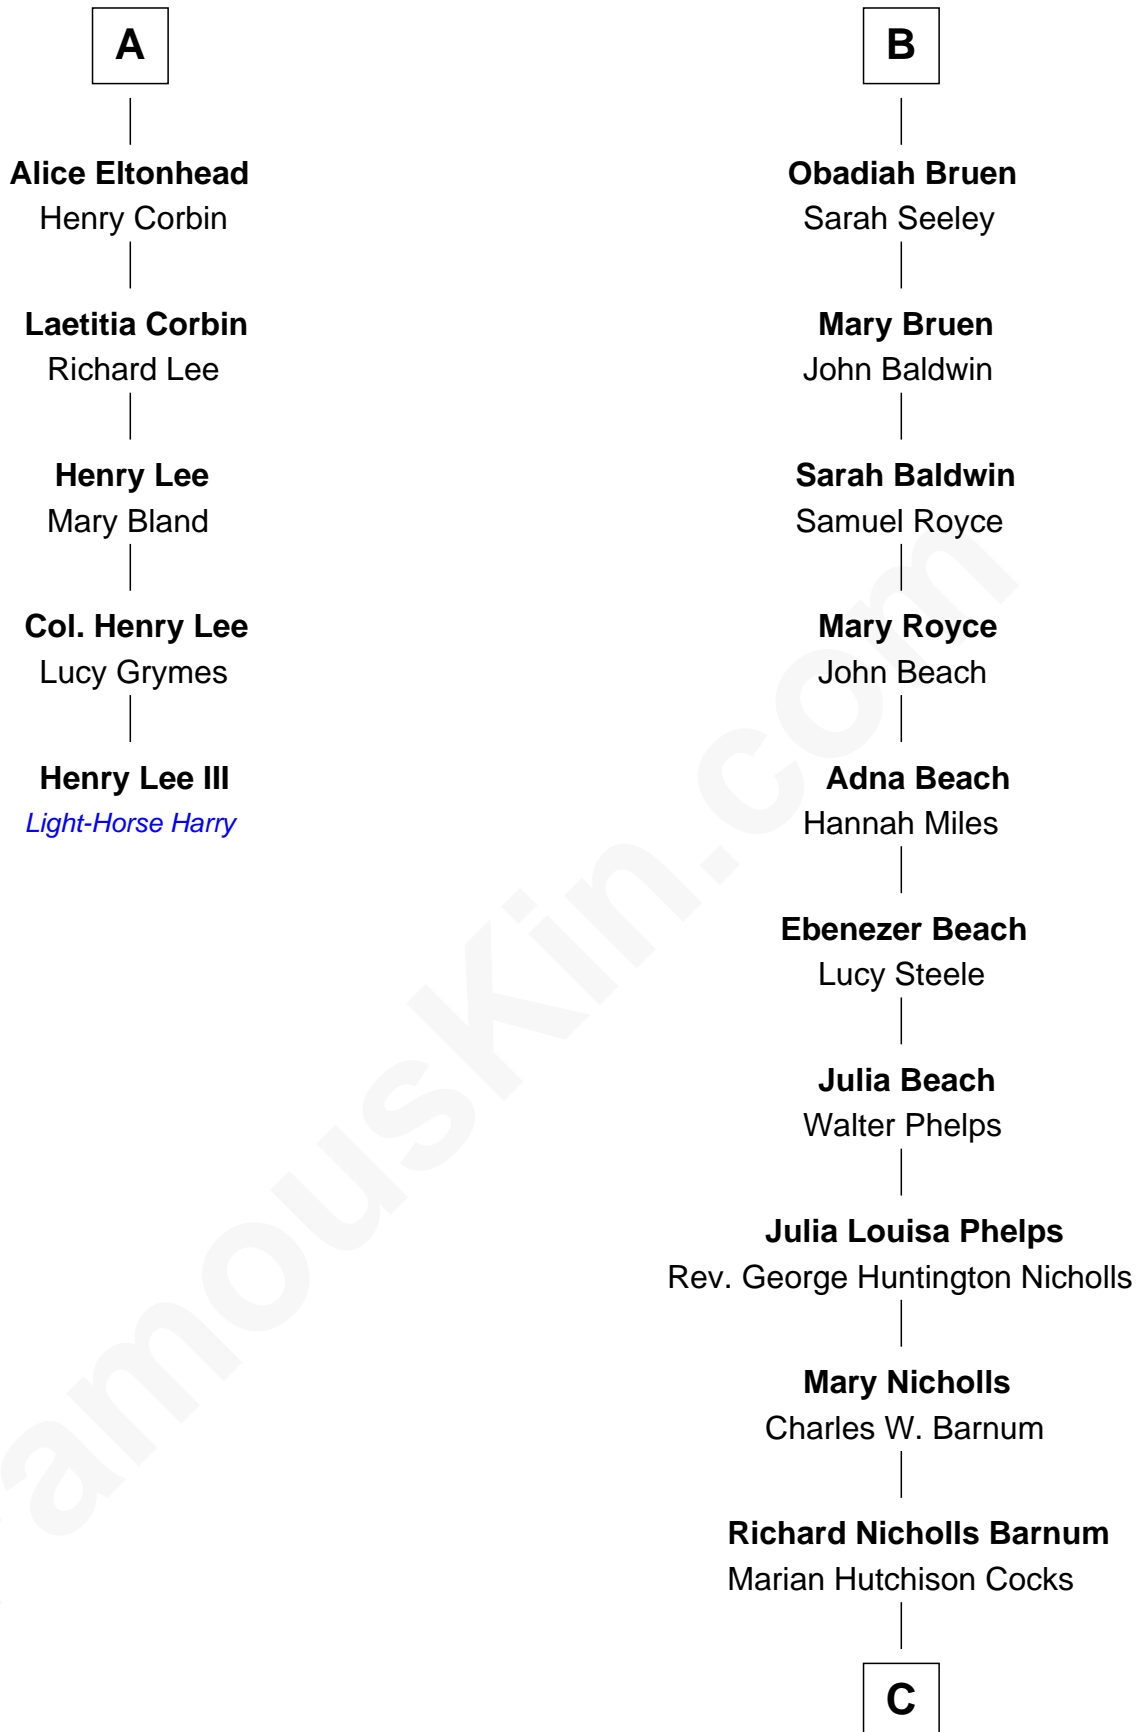 A
Alice Eltonhead
Henry Corbin
Laetitia Corbin
Richard Lee
Henry Lee
Mary Bland
Col. Henry Lee
Lucy Grymes
Henry Lee III
Light-Horse Harry
B
Obadiah Bruen
Sarah Seeley
Mary Bruen
John Baldwin
Sarah Baldwin
Samuel Royce
Mary Royce
John Beach
Adna Beach
Hannah Miles
Ebenezer Beach
Lucy Steele
Julia Beach
Walter Phelps
Julia Louisa Phelps
Rev. George Huntington Nicholls
Mary Nicholls
Charles W. Barnum
Richard Nicholls Barnum
Marian Hutchison Cocks
C
amouskin.com